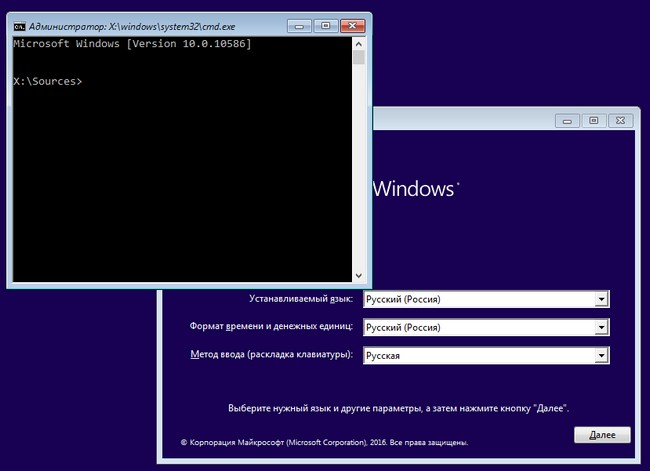 Администратор: X:\windows\system32\cmd.exe
Microsoft Windows [Version 10.0.10586]
X:\Sources>
Windows
Устанавливаемый язык: Русский (Россия)
Формат времени и денежных единиц: Русский (Россия)
Метод ввода (раскладка клавиатуры): Русская
Выберите нужный язык и другие параметры, а затем нажмите кнопку "Далее".
Далее
© Корпорация Майкрософт (Microsoft Corporation), 2016. Все права защищены.